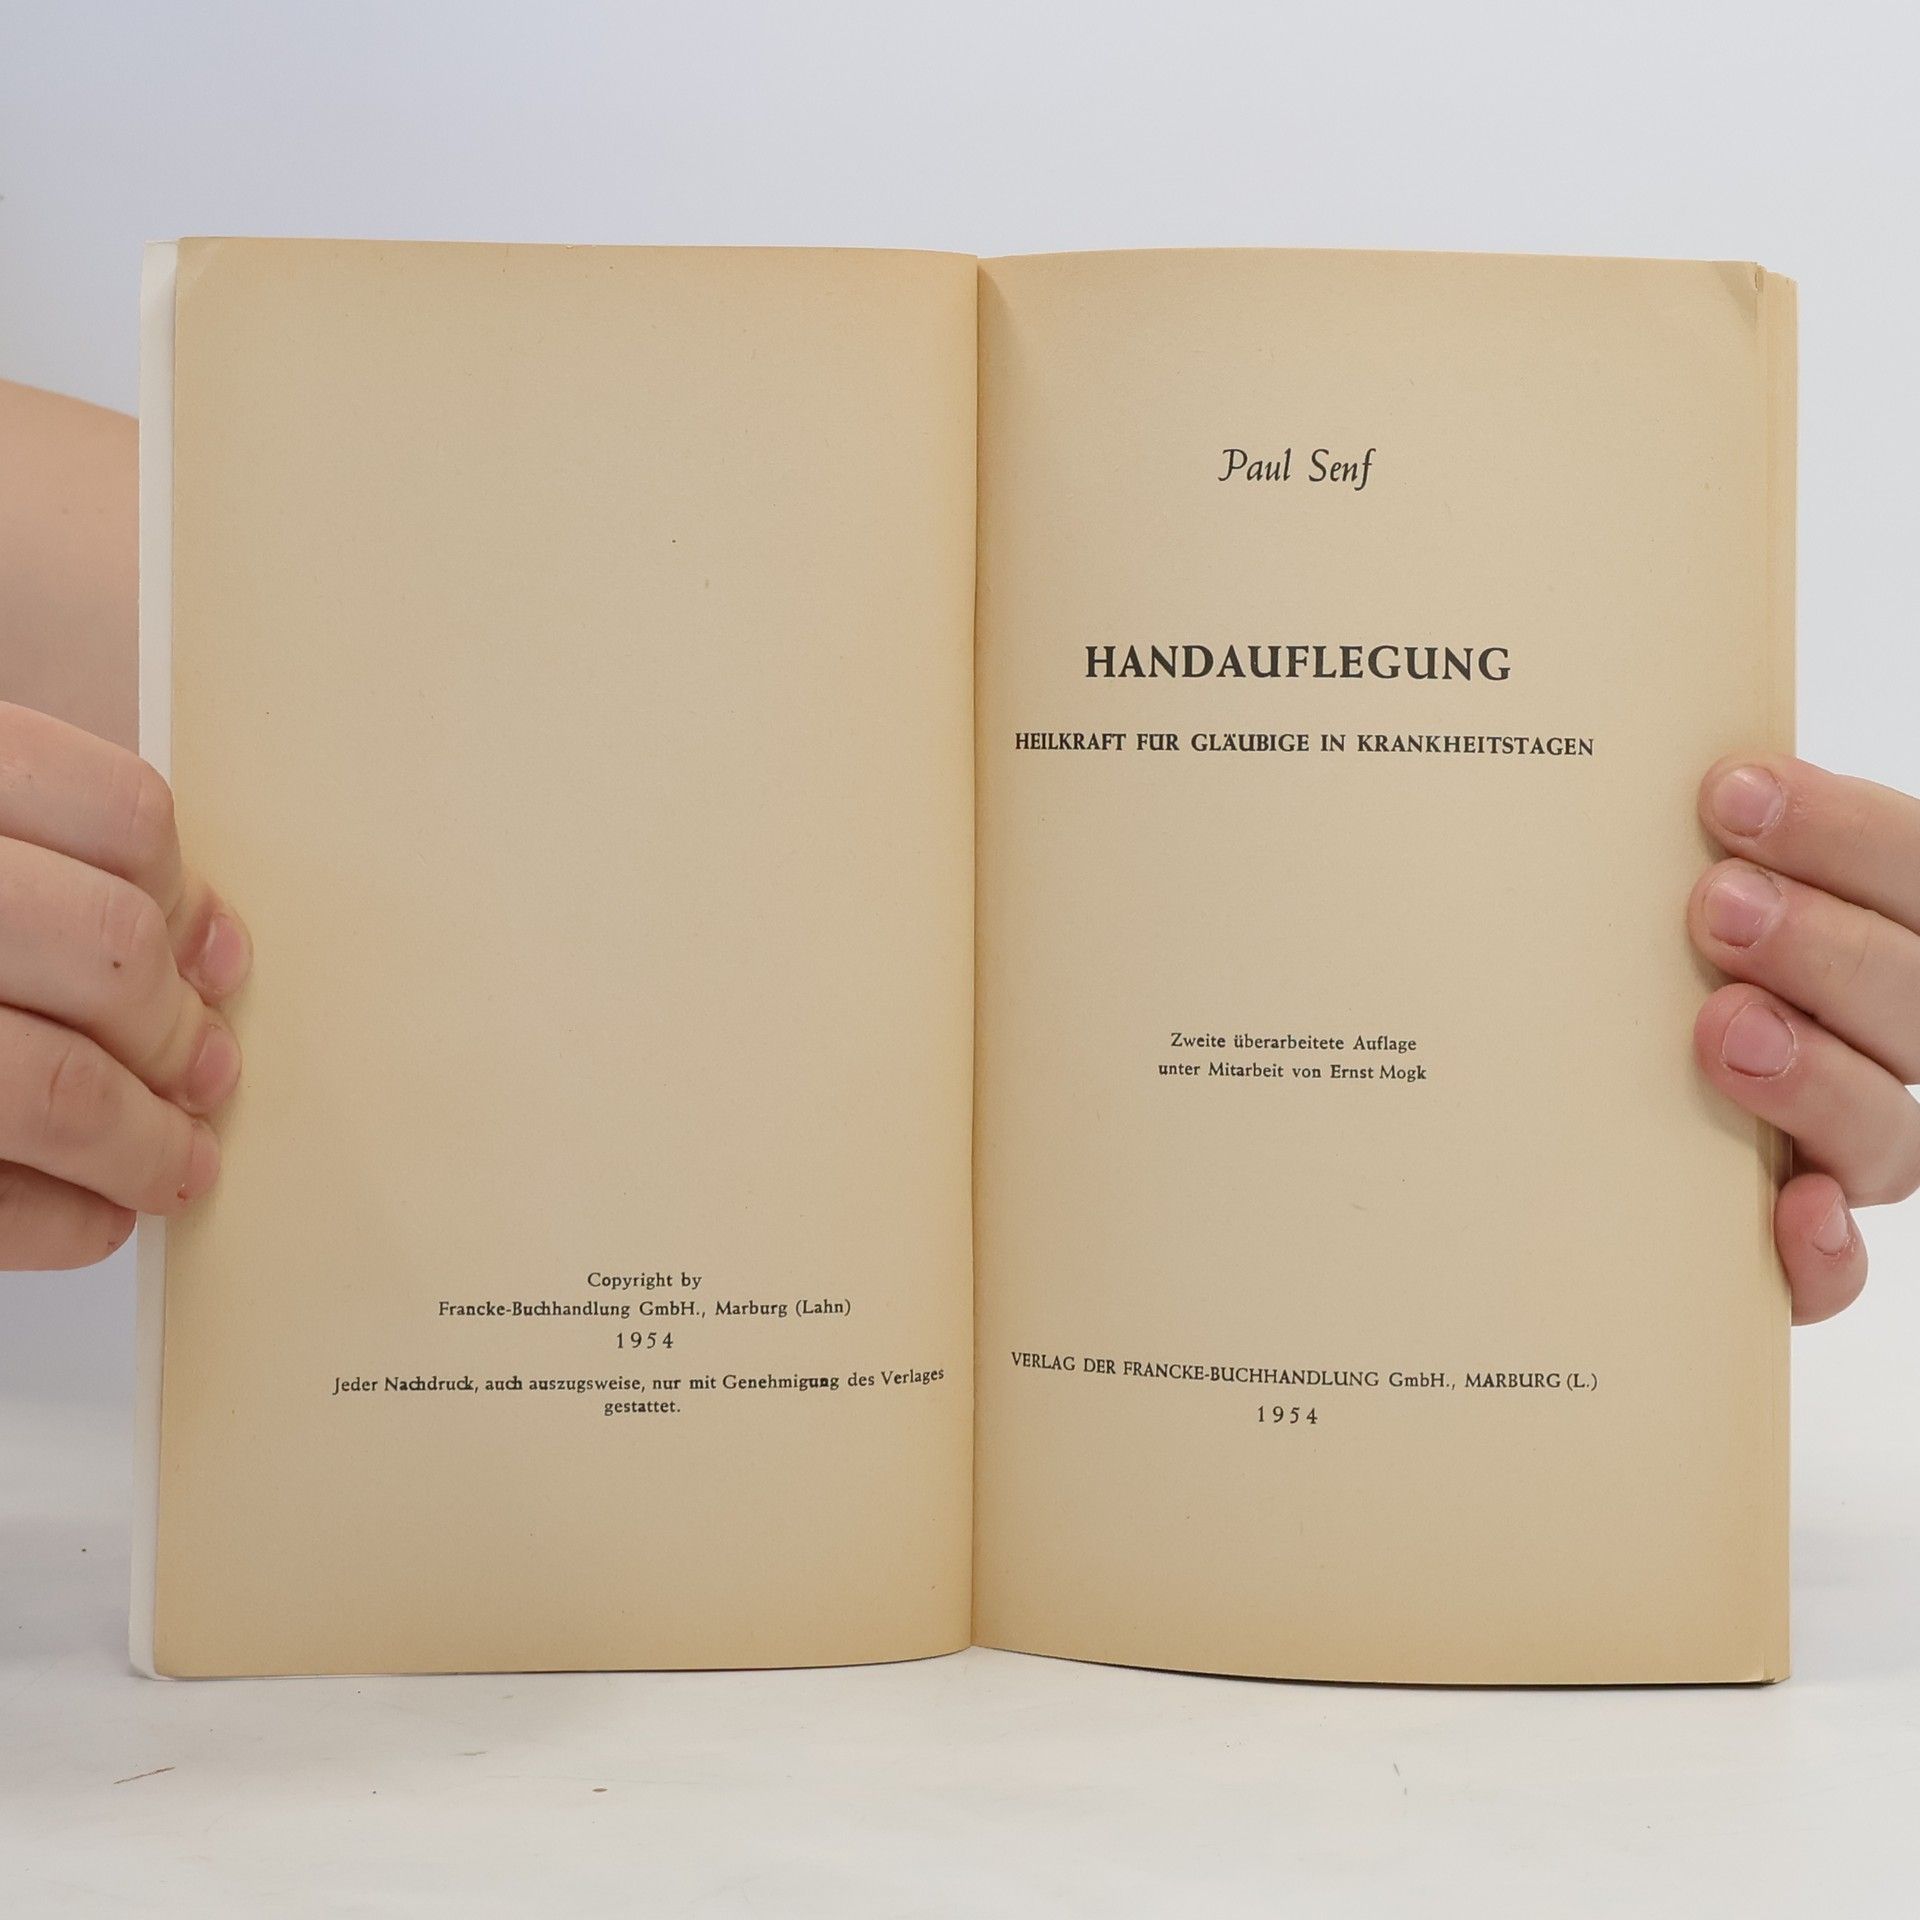 Copyright by
Francke-Buchhandlung GmbH., Marburg (Lahn)
1954
Jeder Nachdruck, auch auszugsweise, nur mit Genehmigung des Verlages
gestattet.
Paul Senf
HANDAUFLEGUNG
HEILKRAFT FÜR GLÄUBIGE IN KRANKHEITSTAGEN
Zweite überarbeitete Auflage
unter Mitarbeit von Ernst Mogk
VERLAG DER FRANCKE-BUCHHANDLUNG GmbH., MARBURG (L.)
1954